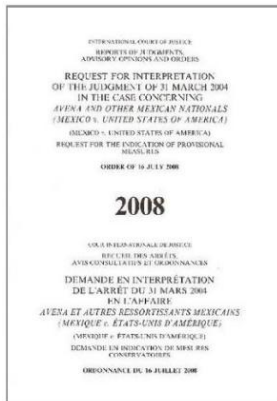 INTERNATIONAL COURT OF JUSTICE
REPORTS OF JUDGMENTS,
ADVISORY OPINIONS AND ORDERS
REQUEST FOR INTERPRETATION
OF THE JUDGMENT OF 31 MARCH 2004
IN THE CASE CONCERNING
AVENA AND OTHER MEXICAN NATIONALS
(MEXICO v. UNITED STATES OF AMERICA)
(MEXICO v. UNITED STATES OF AMERICA)
REQUEST FOR THE INDICATION OF PROVISIONAL
MEASURES
ORDER OF 16 JULY 2008
2008
COUR INTERNATIONALE DE JUSTICE
RECUEIL DES ARRÊTS,
AVIS CONSULTATIFS ET ORDONNANCES
DEMANDE EN INTERPRÉTATION
DE L'ARRÊT DU 31 MARS 2004
EN L'AFFAIRE
AVENA ET AUTRES RESSORTISSANTS MEXICAINS
(MEXIQUE c. ÉTATS-UNIS D'AMÉRIQUE)
(MEXIQUE c. ÉTATS-UNIS D'AMÉRIQUE)
DEMANDE EN INDICATION DE MESURES
CONSERVATOIRES
ORDONNANCE DU 16 JUILLET 2008